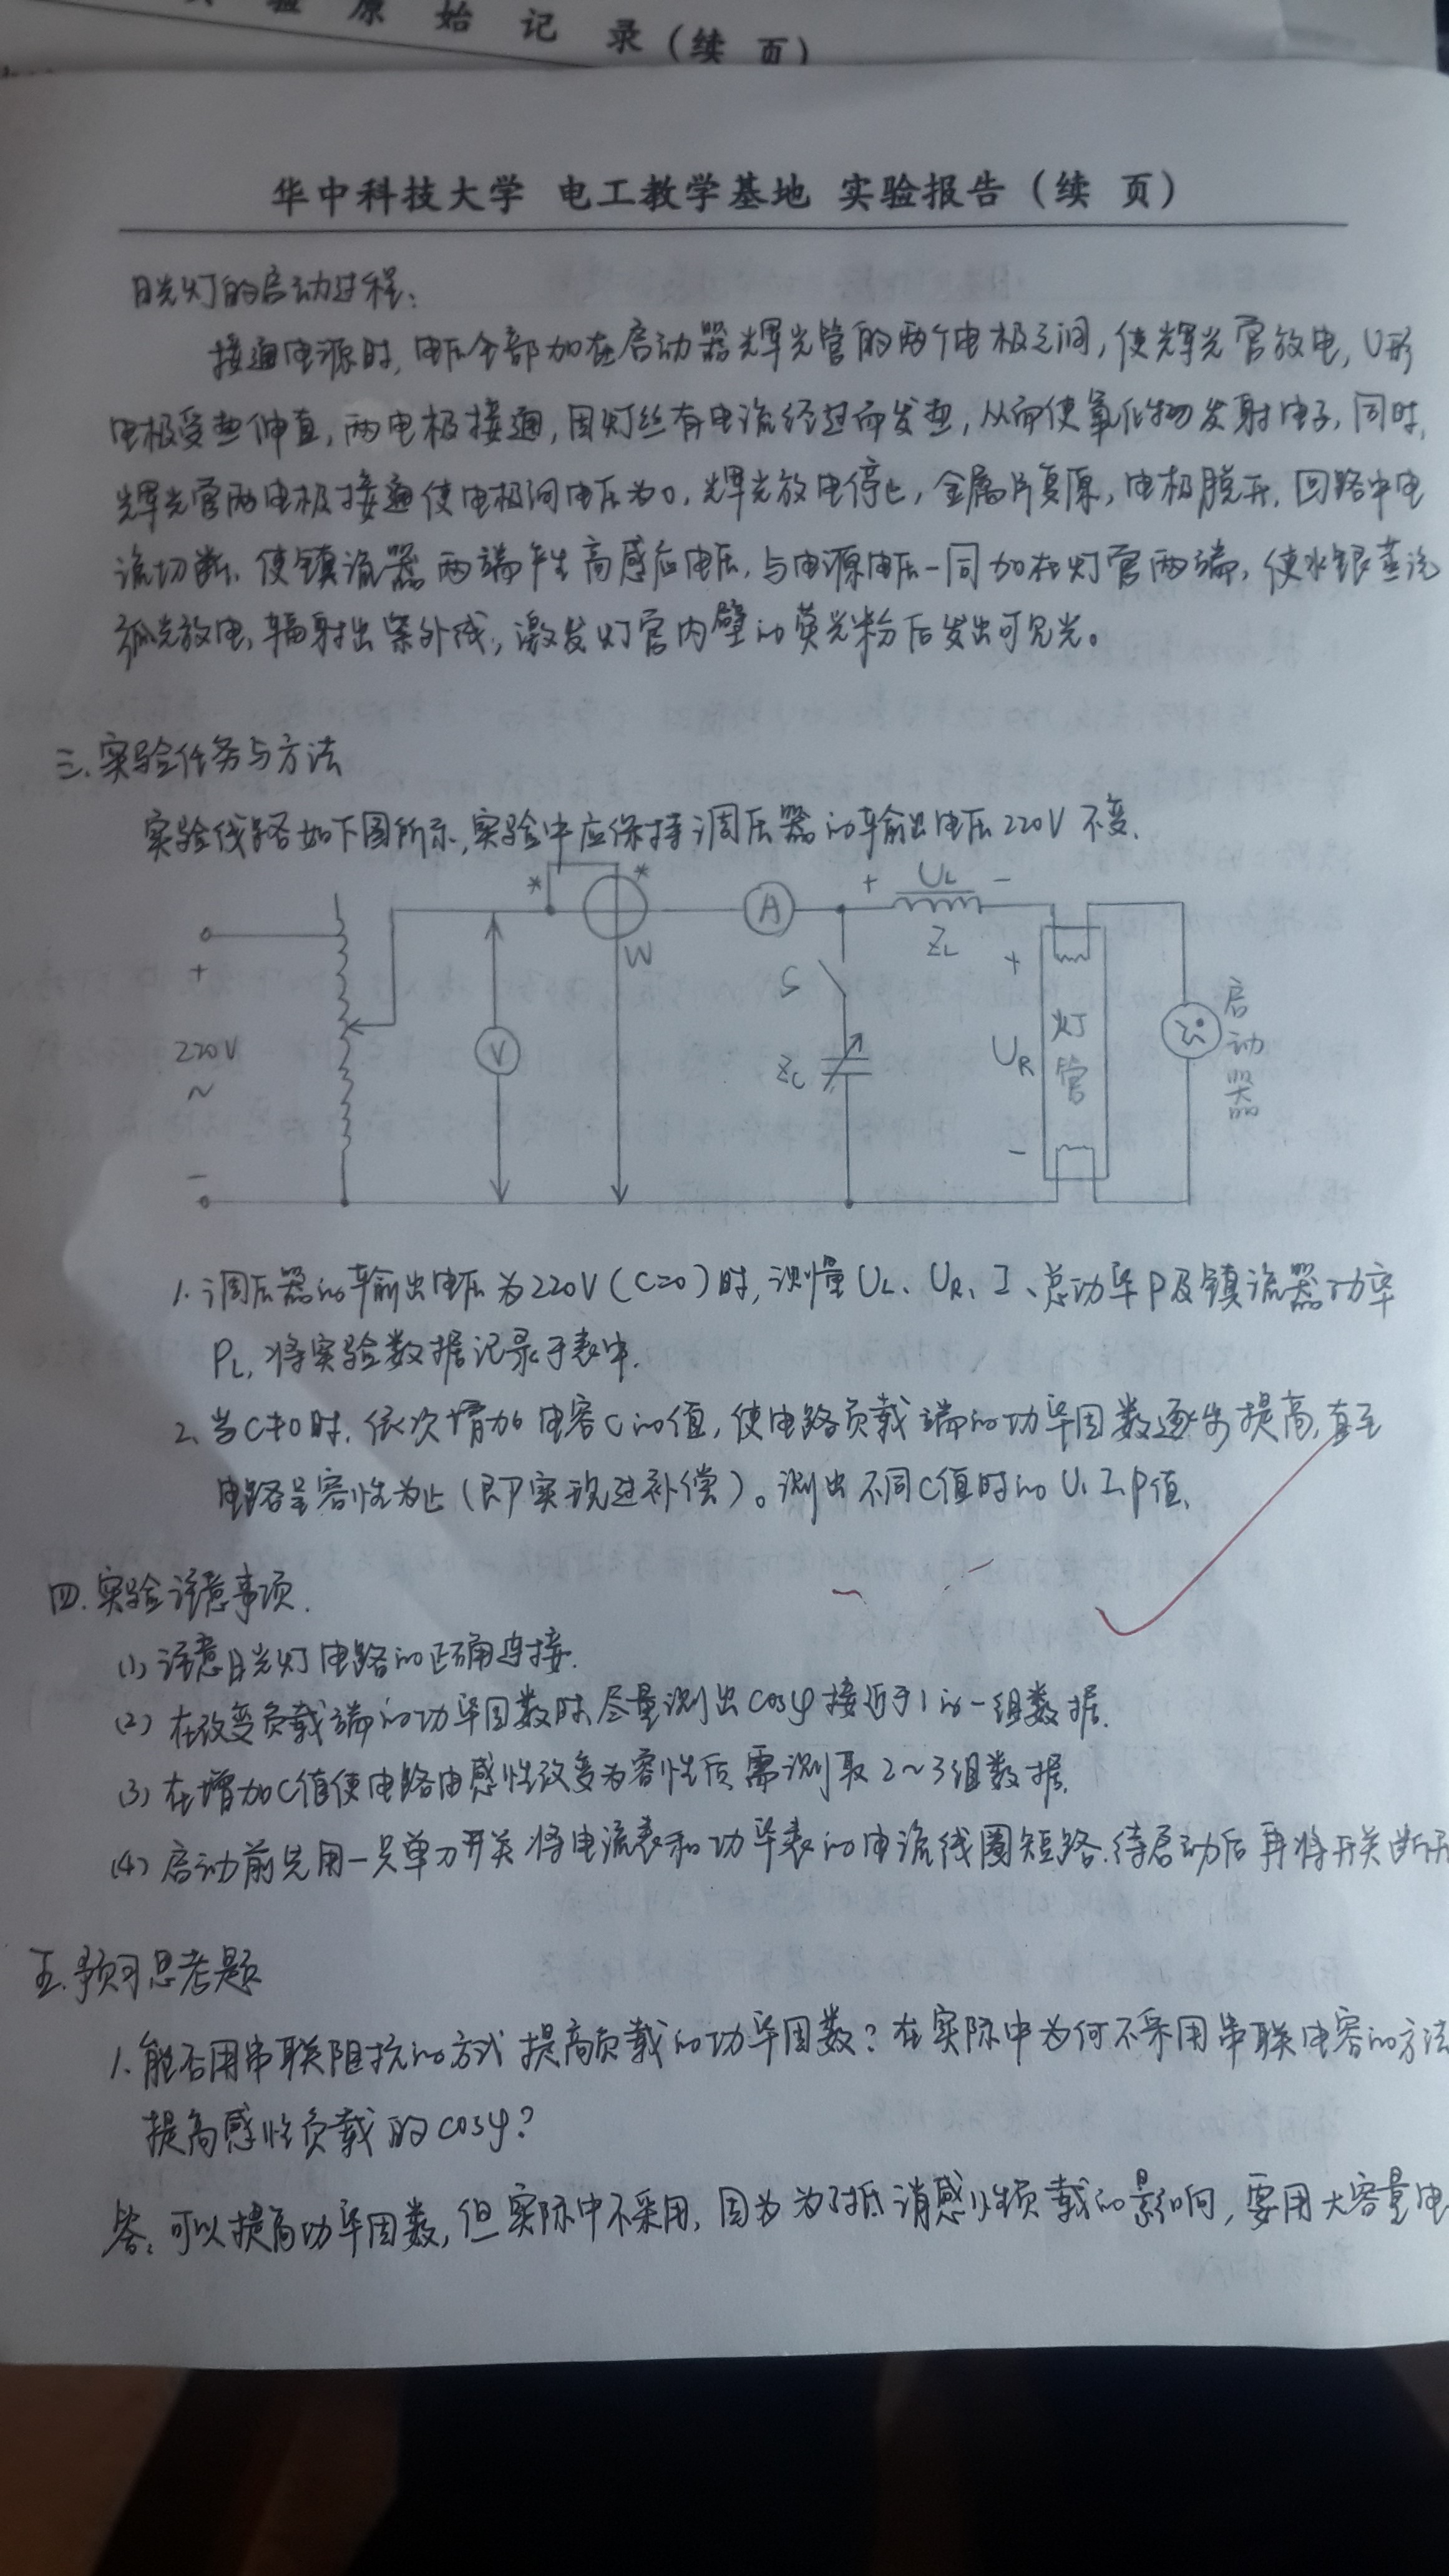 验原始记录(续 页)
华中科技大学 电工教学基地 实验报告(续 页)
日光灯的启动过程:
接通电源时,电压全部加在启动器辉光管的两个电极之间,使辉光管放电,U形
电极受热伸直,两电极接通,因灯丝有电流经过而发热,从而使氧化物发射电子,同时,
辉光管两电极接通使电极间电压为0,辉光放电停止,金属片复原,电极脱开,回路中电
流切断,使镇流器两端产生高感应电压,与电源电压一同加在灯管两端,使水银蒸汽
弧光放电,辐射出紫外线,激发灯管内壁的荧光粉后发出可见光。
三.实验任务与方法
实验线路如下图所示,实验中应保持调压器的输出电压220V不变.
* * + UL -
A
W ZL
+ S + 启
220V V ZC UR 灯 动
~ 管 器
- -
1.调压器的输出电压为220V(C=0)时,测量UL、UR、I、总功率P及镇流器功率
PL,将实验数据记录于表中.
2.当C≠0时,依次增加电容C的值,使电路负载端的功率因数逐步提高,直至
电路呈容性为止(即实现过补偿)。测出不同C值时的U、I、P值.
四.实验注意事项.
(1)注意日光灯电路的正确连接.
(2)在改变负载端的功率因数时,尽量测出cosφ接近于1的一组数据.
(3)在增加C值使电路由感性改变为容性后需测取2~3组数据.
(4)启动前先用一只单刀开关将电流表和功率表的电流线圈短路,待启动后再将开关断开
五.预习思考题
1.能否用串联阻抗的方式提高负载的功率因数?在实际中为何不采用串联电容的方法
提高感性负载的cosφ?
答:可以提高功率因数,但实际中不采用,因为为抵消感性负载的影响,要用大容量电